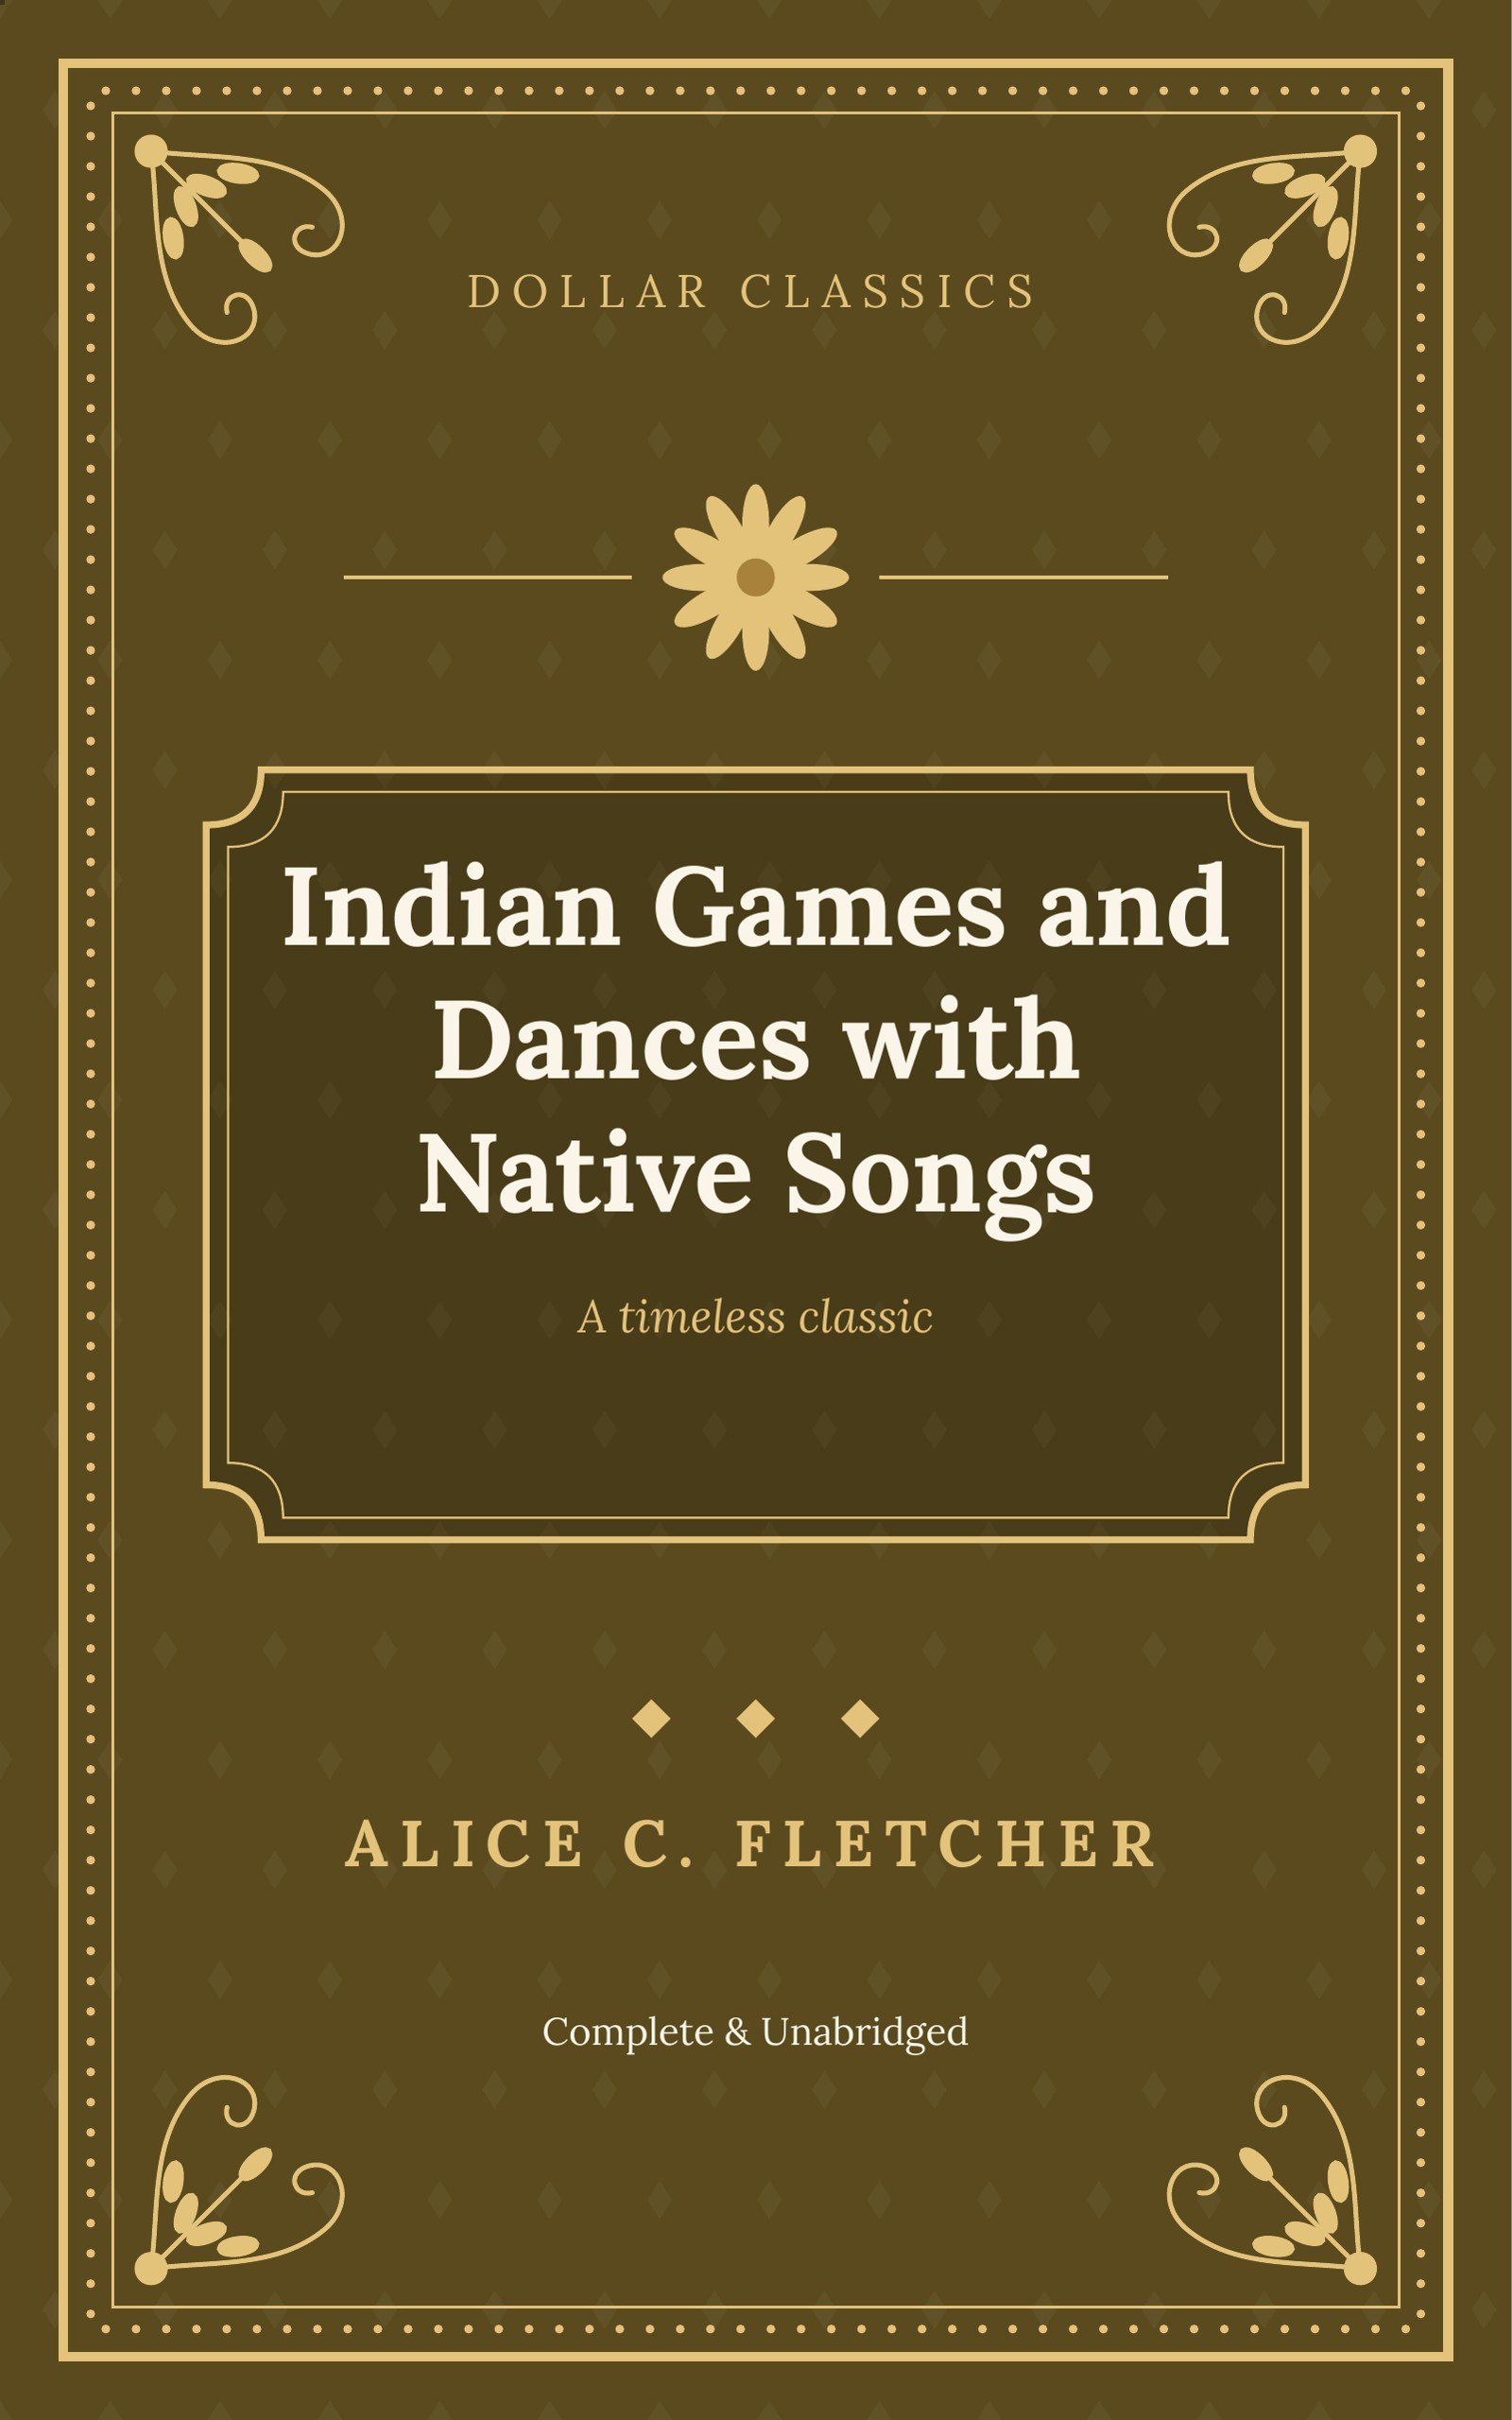 DOLLAR CLASSICS
Indian Games and
Dances with
Native Songs
A timeless classic
ALICE C. FLETCHER
Complete & Unabridged